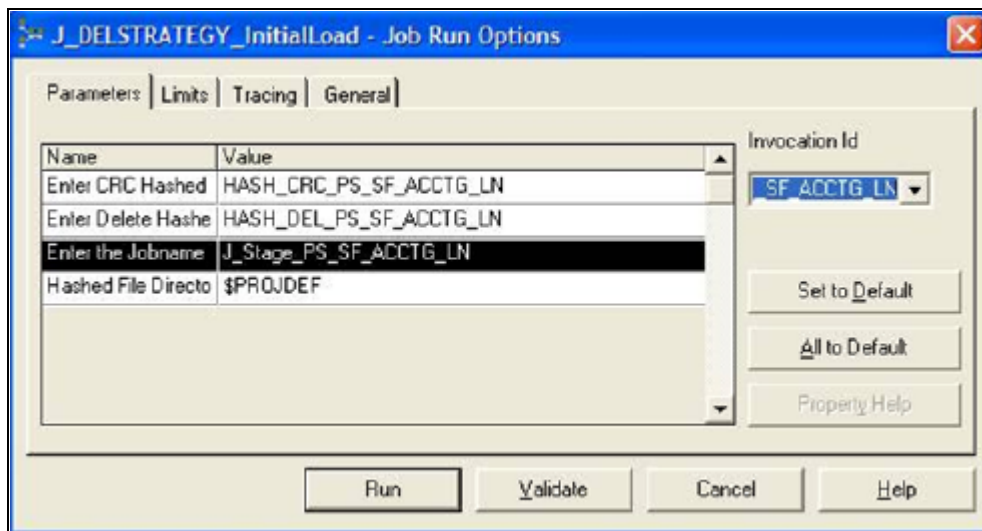 J_DELSTRATEGY_InitialLoad - Job Run Options
Parameters Limits Tracing General
Invocation Id
_SF_ACCTG_LN
Name Value
Enter CRC Hashed HASH_CRC_PS_SF_ACCTG_LN
Enter Delete Hashe HASH_DEL_PS_SF_ACCTG_LN
Enter the Jobname J_Stage_PS_SF_ACCTG_LN
Hashed File Directo $PROJDEF
Set to Default
All to Default
Property Help
Run Validate Cancel Help